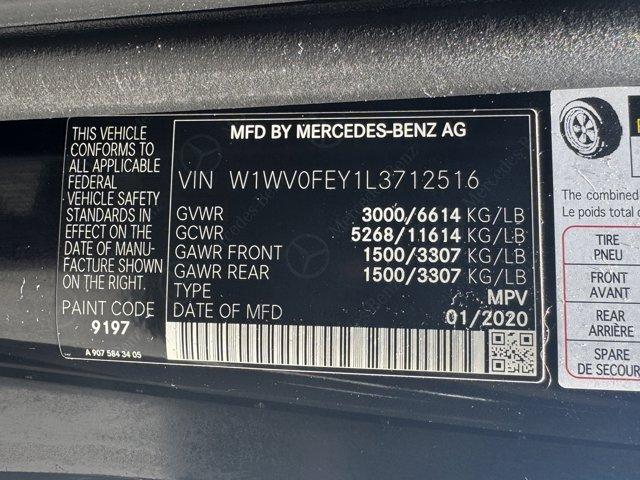 MFD BY MERCEDES-BENZ AG
THIS VEHICLE
CONFORMS TO
ALL APPLICABLE
FEDERAL
VEHICLE SAFETY
STANDARDS IN
EFFECT ON THE
DATE OF MANU-
FACTURE SHOWN
ON THE RIGHT.
PAINT CODE
9197
A 907 584 34 05
VIN W1WV0FEY1L3712516
GVWR 3000/6614 KG/LB
GCWR 5268/11614 KG/LB
GAWR FRONT 1500/3307 KG/LB
GAWR REAR 1500/3307 KG/LB
TYPE MPV
DATE OF MFD 01/2020
The combined
Le poids total c
TIRE
PNEU
FRONT
AVANT
REAR
ARRIÈRE
SPARE
DE SECOURS